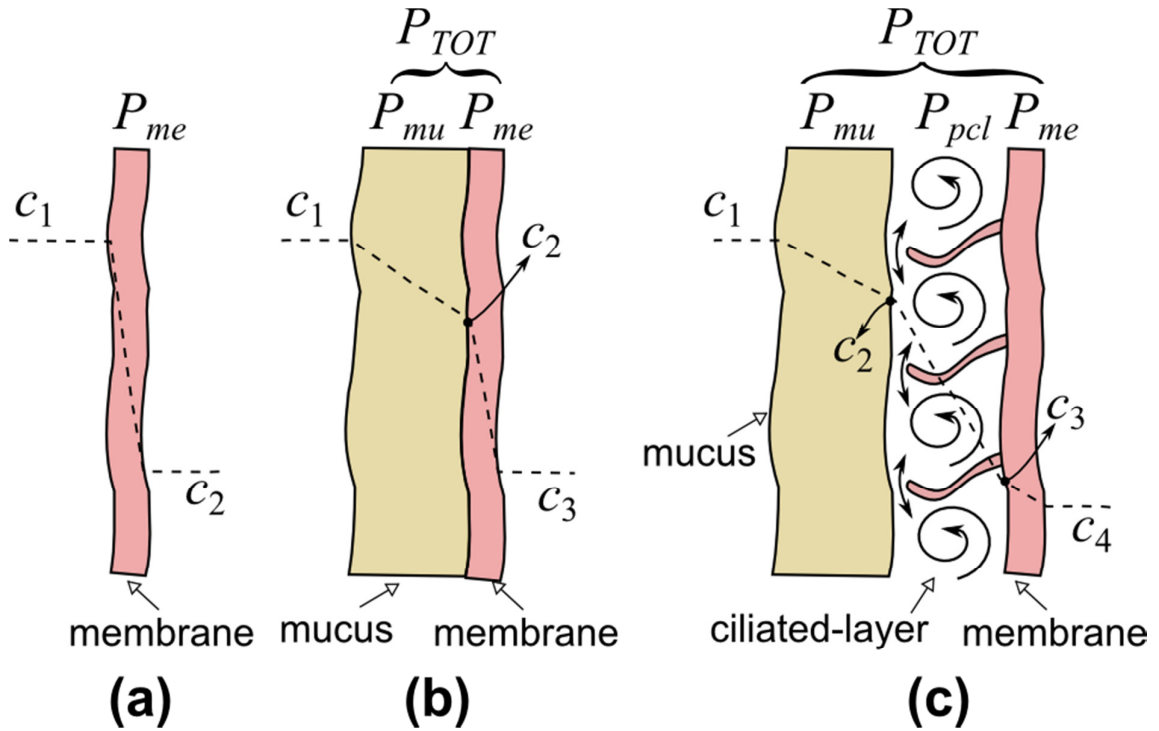 P_TOT P_TOT
P_me P_mu P_me P_mu P_pcl P_me
c_1 c_1 c_2 c_1
c_2 c_3
mucus
c_2 c_3 c_4
membrane mucus membrane ciliated-layer membrane
(a) (b) (c)